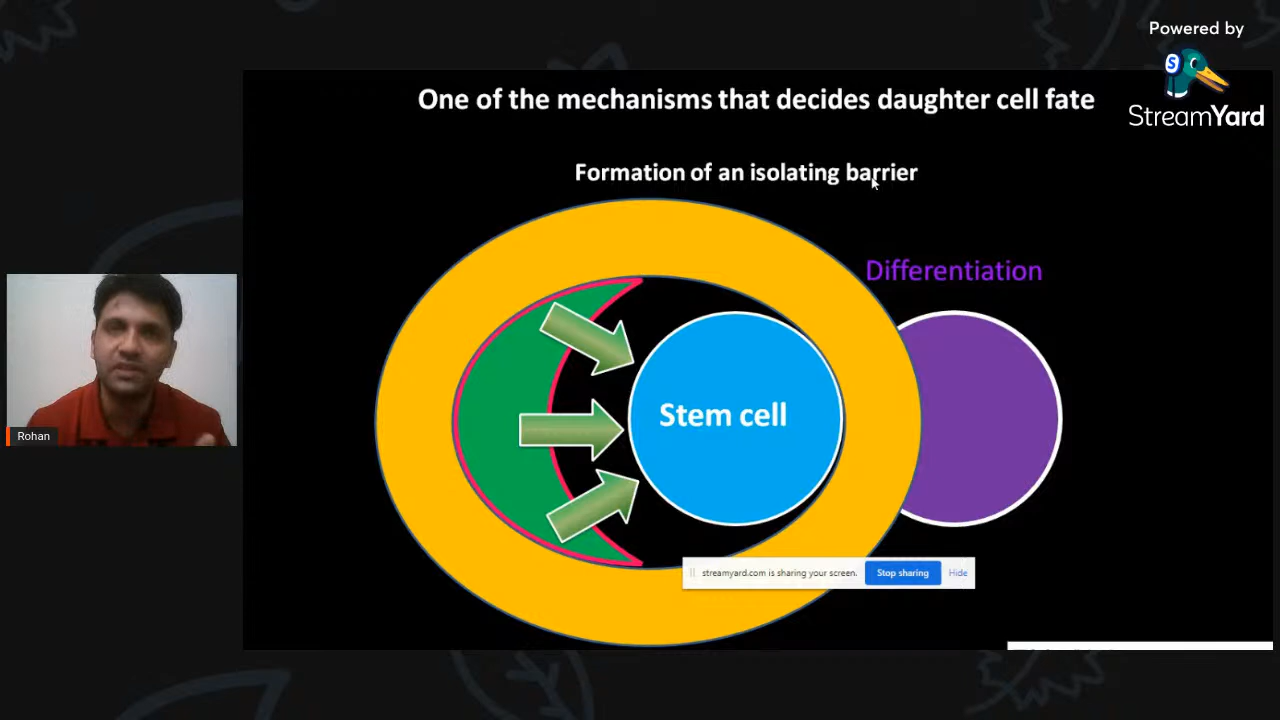 Powered by
S
StreamYard
One of the mechanisms that decides daughter cell fate
Formation of an isolating barrier
Differentiation
Stem cell
Rohan
streamyard.com is sharing your screen.
Stop sharing
Hide